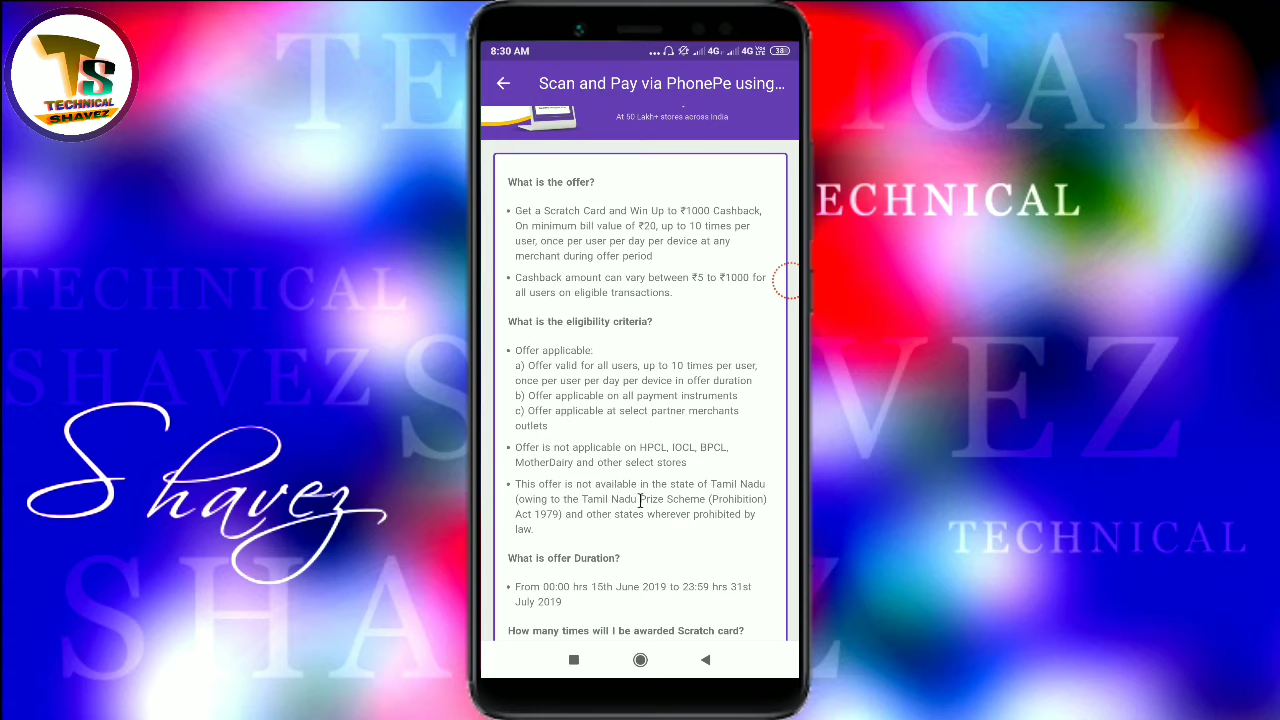 TS
TECHNICAL
SHAVEZ
TECHNICAL
TECHNICAL
TECHNICAL
SHAVEZ
SHAVEZ
SHAVEZ
Shavez
TECHNICAL
8:30 AM
4G
4G
38
Scan and Pay via PhonePe using...
At 50 Lakh+ stores across India
What is the offer?
• Get a Scratch Card and Win Up to ₹1000 Cashback,
On minimum bill value of ₹20, up to 10 times per
user, once per user per day per device at any
merchant during offer period
• Cashback amount can vary between ₹5 to ₹1000 for
all users on eligible transactions.
What is the eligibility criteria?
• Offer applicable:
a) Offer valid for all users, up to 10 times per user,
once per user per day per device in offer duration
b) Offer applicable on all payment instruments
c) Offer applicable at select partner merchants
outlets
• Offer is not applicable on HPCL, IOCL, BPCL,
MotherDairy and other select stores
• This offer is not available in the state of Tamil Nadu
(owing to the Tamil Nadu Prize Scheme (Prohibition)
Act 1979) and other states wherever prohibited by
law.
What is offer Duration?
• From 00:00 hrs 15th June 2019 to 23:59 hrs 31st
July 2019
How many times will I be awarded Scratch card?